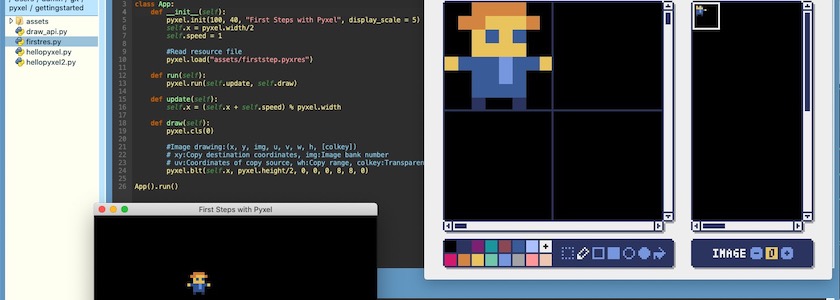 / Users / admin / git /
pyxel / gettingstarted
assets
draw_api.py
firstres.py
hellopyxel.py
hellopyxel2.py
3 class App:
4 def __init__(self):
5 pyxel.init(100, 40, "First Steps with Pyxel", display_scale = 5)
6 self.x = pyxel.width/2
7 self.speed = 1
8
9 #Read resource file
10 pyxel.load("assets/firststep.pyxres")
11
12 def run(self):
13 pyxel.run(self.update, self.draw)
14
15 def update(self):
16 self.x = (self.x + self.speed) % pyxel.width
17
18 def draw(self):
19 pyxel.cls(0)
20
21 #Image drawing:(x, y, img, u, v, w, h, [colkey])
22 # xy:Copy destination coordinates, img:Image bank number
23 # uv:Coordinates of copy source, wh:Copy range, colkey:Transparen
24 pyxel.blt(self.x, pyxel.height/2, 0, 0, 0, 8, 8, 0)
25
26 App().run()
First Steps with Pyxel
IMAGE - 0 +